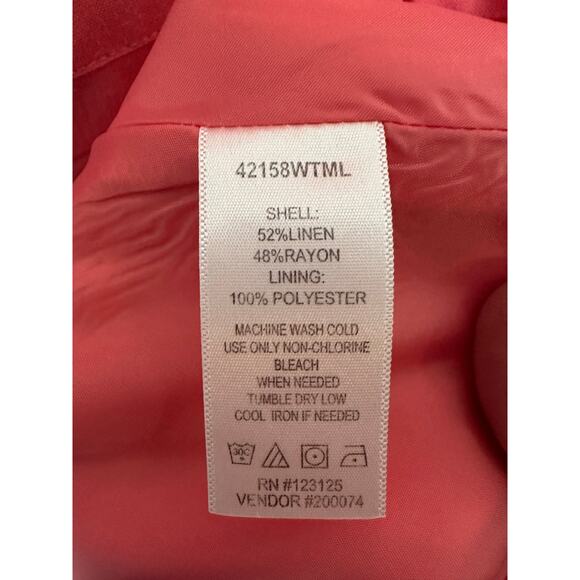 42158WTML
SHELL:
52%LINEN
48%RAYON
LINING:
100% POLYESTER
MACHINE WASH COLD
USE ONLY NON-CHLORINE
BLEACH
WHEN NEEDED
TUMBLE DRY LOW
COOL IRON IF NEEDED
30C
RN #123125
VENDOR #200074